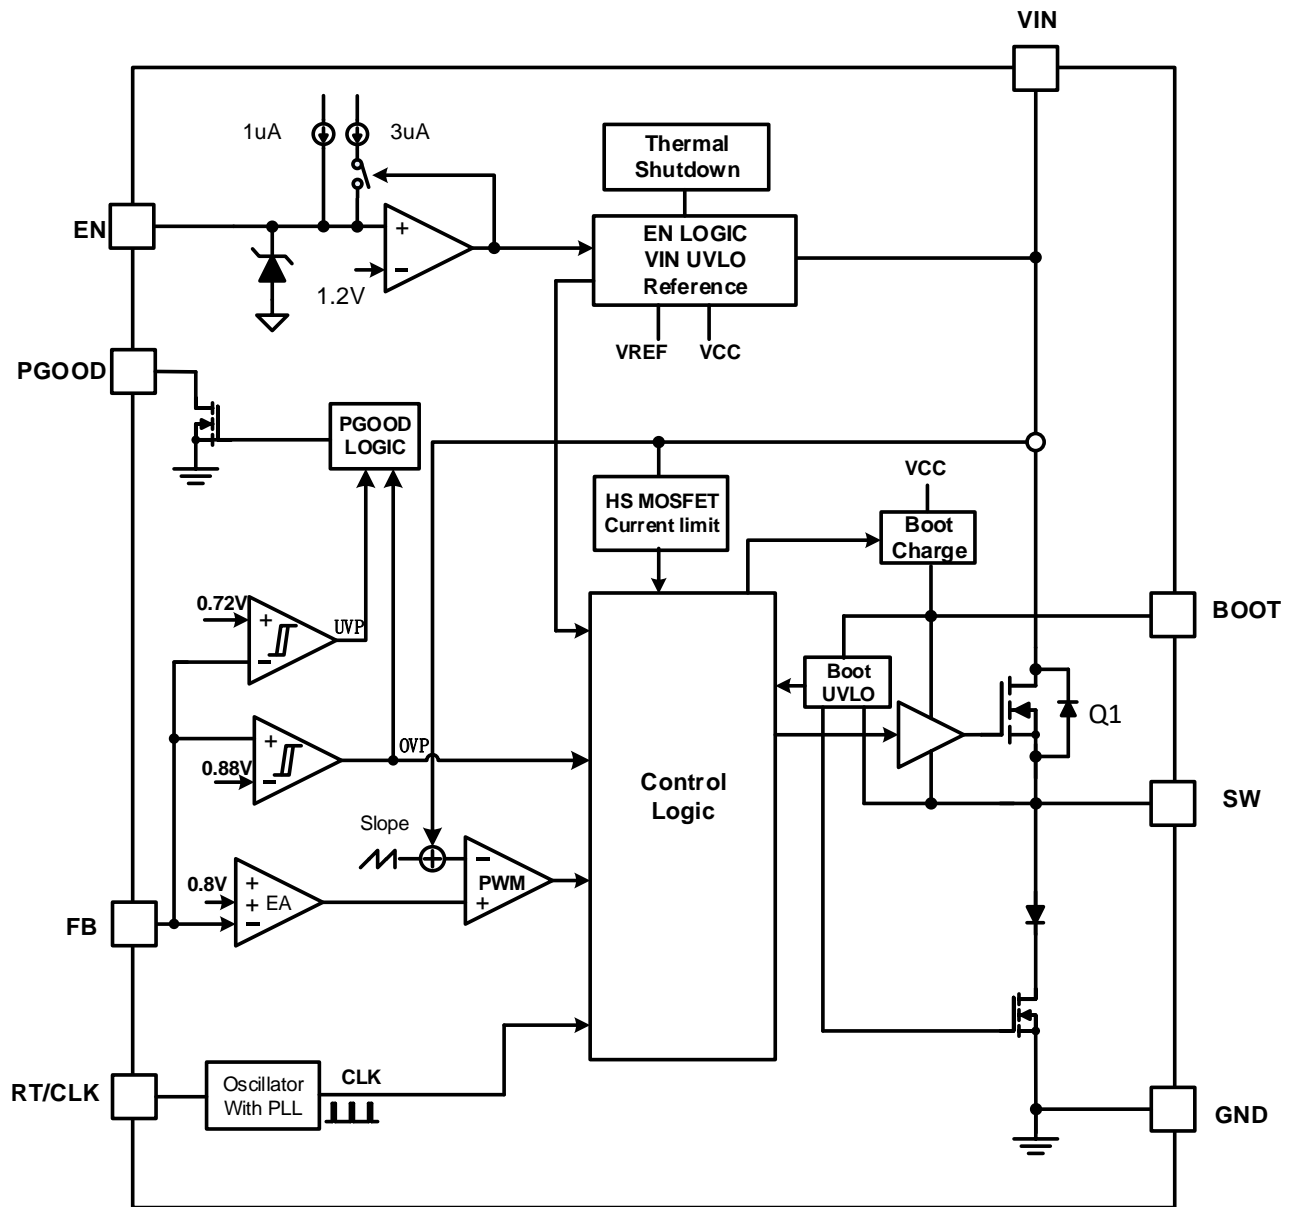 VIN
1uA
3uA
Thermal
Shutdown
EN
+
−
1.2V
EN LOGIC
VIN UVLO
Reference
VREF
VCC
PGOOD
PGOOD
LOGIC
VCC
HS MOSFET
Current limit
Boot
Charge
0.72V
+
−
UVP
BOOT
Boot
UVLO
Q1
+
−
0.88V
OVP
Control
Logic
SW
Slope
+
−
PWM
+
0.8V
+
+ EA
−
FB
RT/CLK
Oscillator
With PLL
CLK
GND